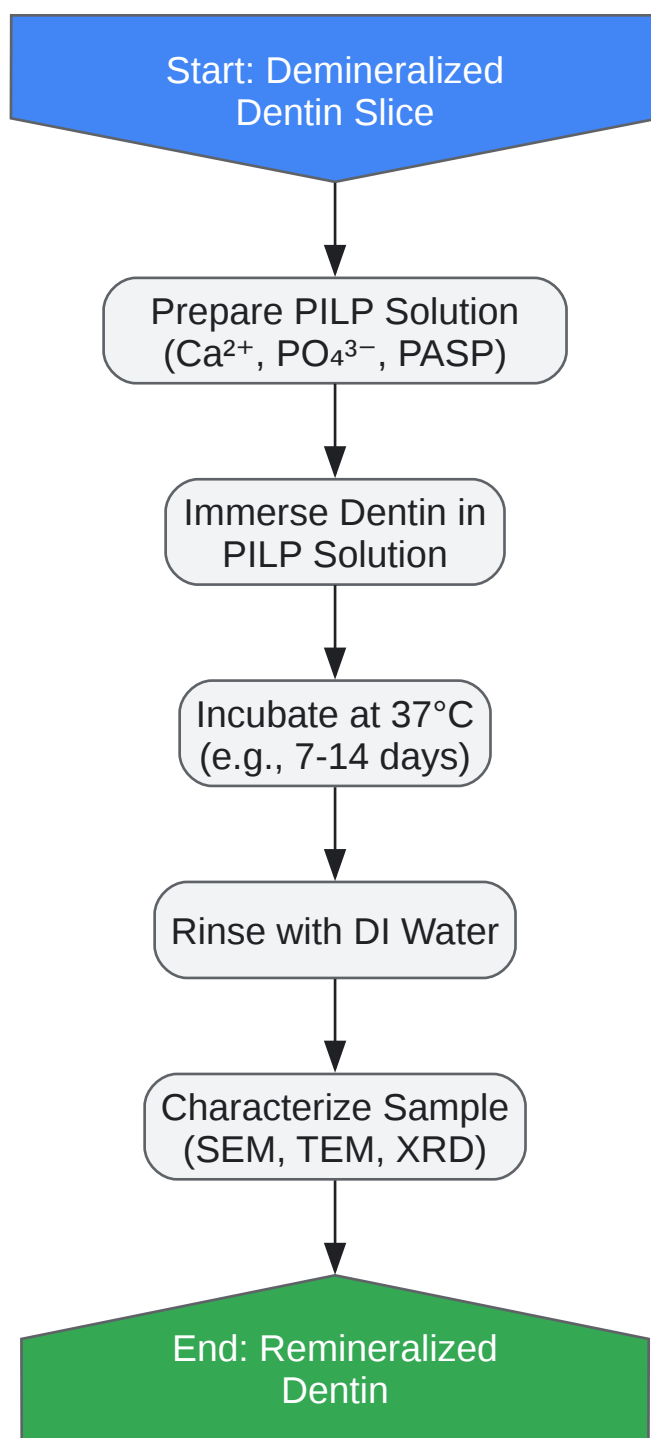 Start: Demineralized
Dentin Slice
Prepare PILP Solution
(Ca²⁺, PO₄³⁻, PASP)
Immerse Dentin in
PILP Solution
Incubate at 37°C
(e.g., 7-14 days)
Rinse with DI Water
Characterize Sample
(SEM, TEM, XRD)
End: Remineralized
Dentin